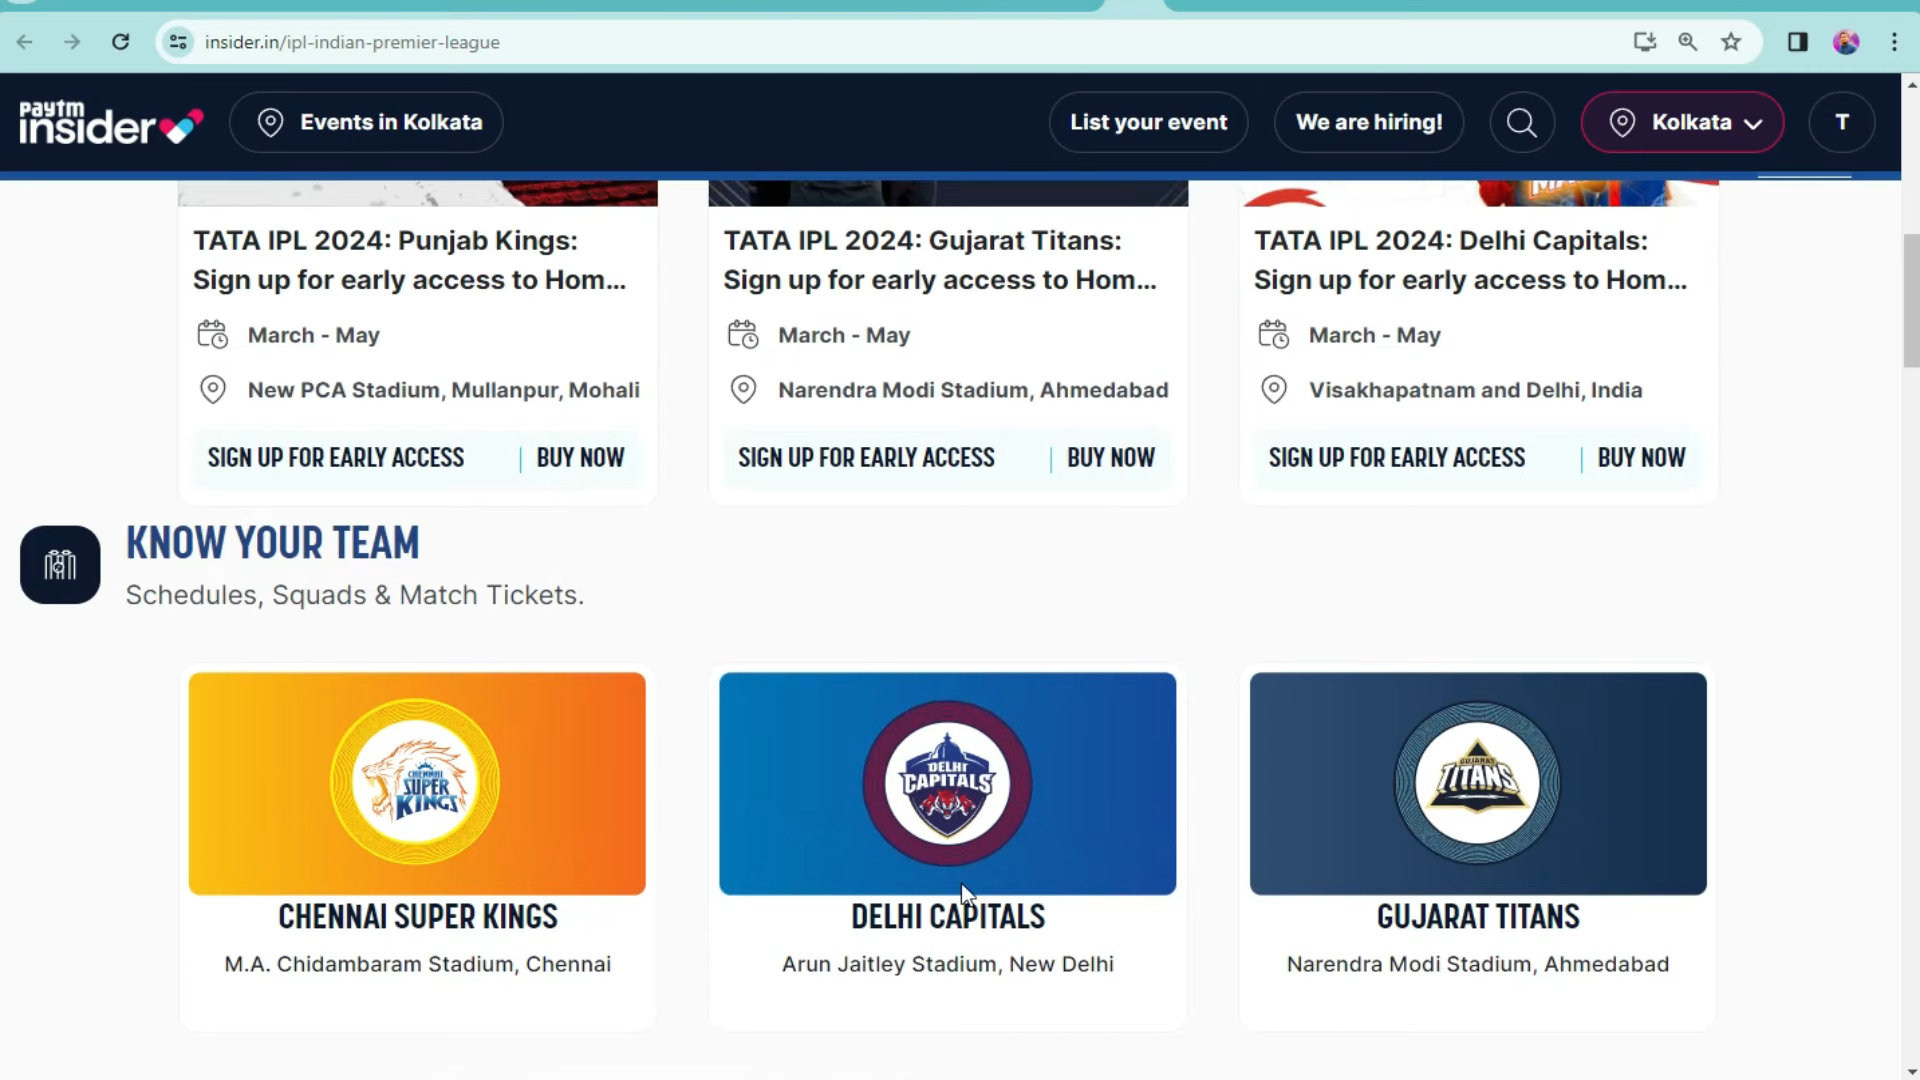 insider.in/ipl-indian-premier-league
paytm
insider
Events in Kolkata
List your event
We are hiring!
Kolkata
T
TATA IPL 2024: Punjab Kings:
Sign up for early access to Hom...
March - May
New PCA Stadium, Mullanpur, Mohali
SIGN UP FOR EARLY ACCESS | BUY NOW
TATA IPL 2024: Gujarat Titans:
Sign up for early access to Hom...
March - May
Narendra Modi Stadium, Ahmedabad
SIGN UP FOR EARLY ACCESS | BUY NOW
TATA IPL 2024: Delhi Capitals:
Sign up for early access to Hom...
March - May
Visakhapatnam and Delhi, India
SIGN UP FOR EARLY ACCESS | BUY NOW
KNOW YOUR TEAM
Schedules, Squads & Match Tickets.
CHENNAI
SUPER
KINGS
CHENNAI SUPER KINGS
M.A. Chidambaram Stadium, Chennai
DELHI
CAPITALS
DELHI CAPITALS
Arun Jaitley Stadium, New Delhi
GUJARAT
TITANS
GUJARAT TITANS
Narendra Modi Stadium, Ahmedabad